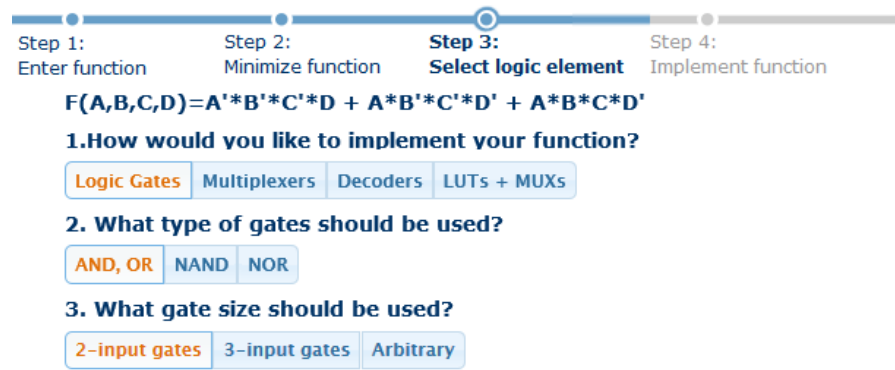 Step 1: Step 2: Step 3: Step 4:
Enter function Minimize function Select logic element Implement function
F(A,B,C,D)=A'*B'*C'*D + A*B'*C'*D' + A*B*C*D'
1.How would you like to implement your function?
Logic Gates Multiplexers Decoders LUTs + MUXs
2. What type of gates should be used?
AND, OR NAND NOR
3. What gate size should be used?
2-input gates 3-input gates Arbitrary